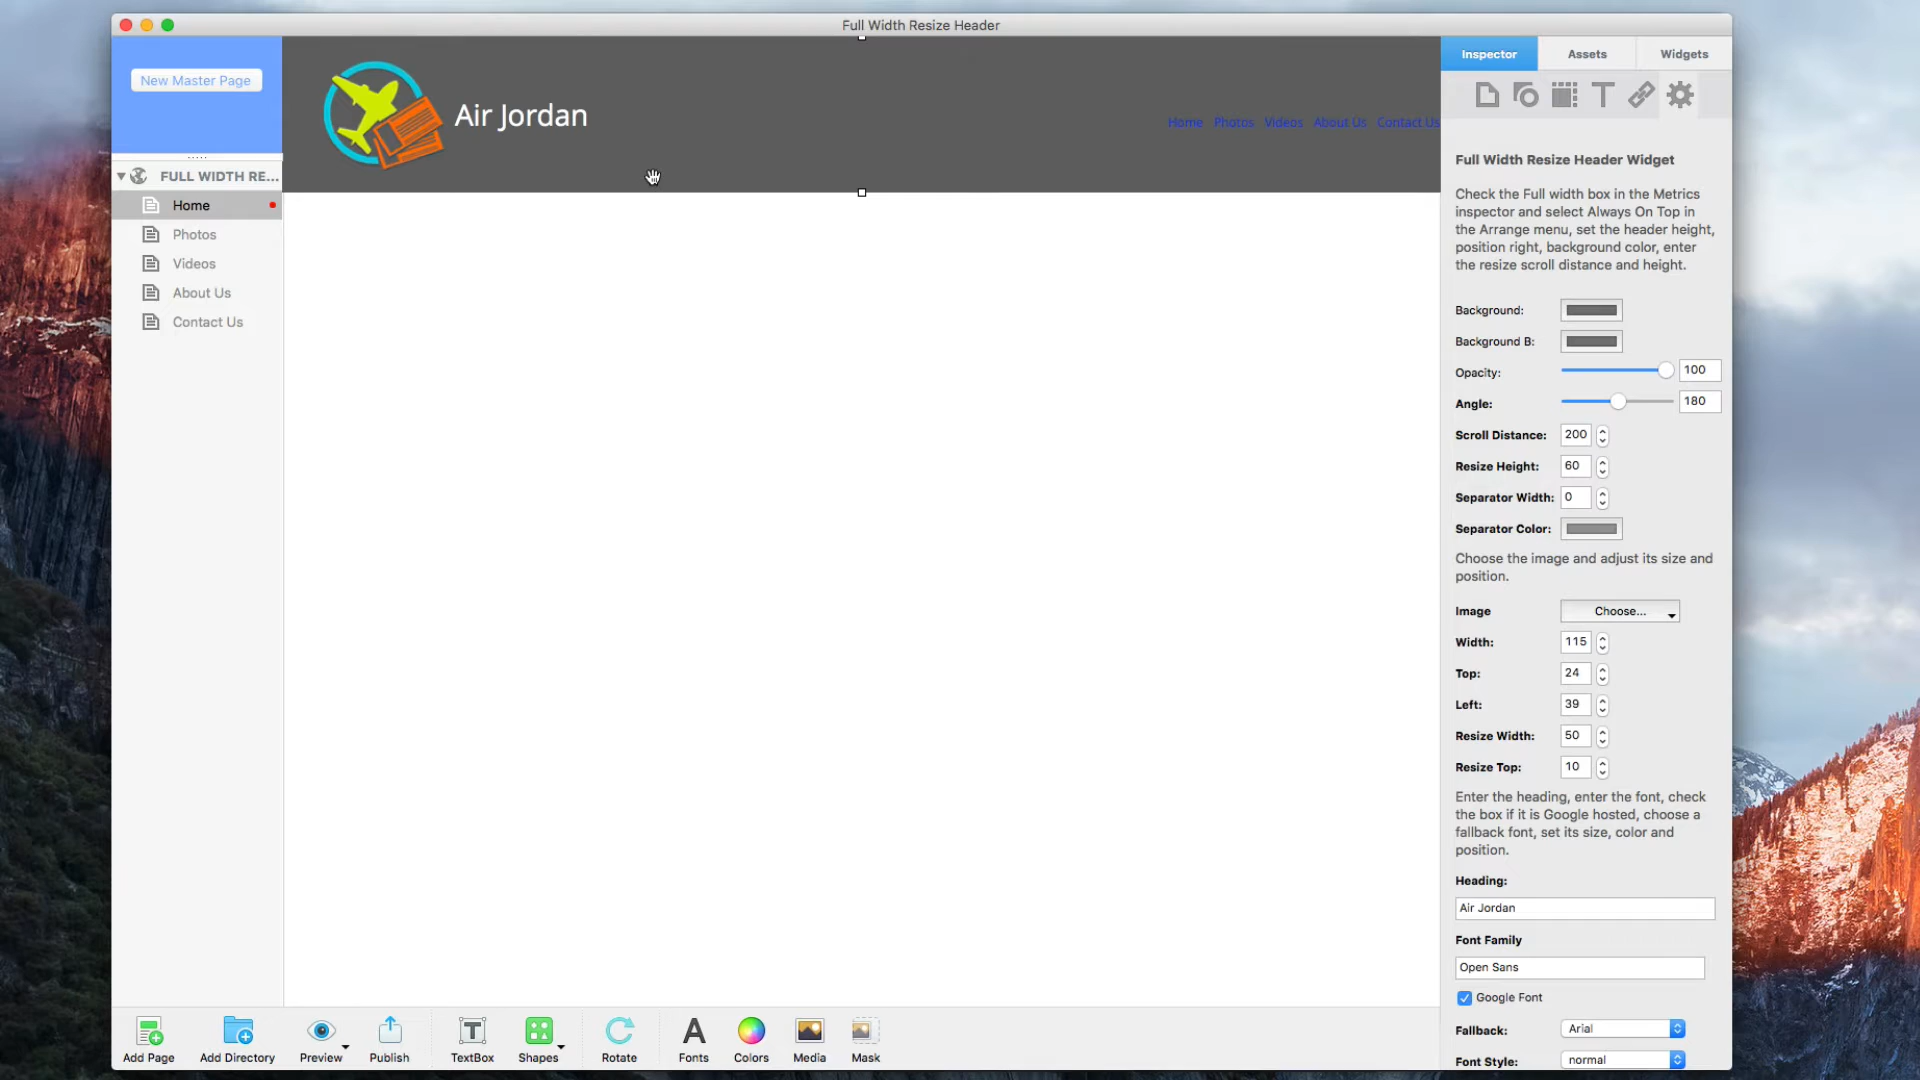 Full Width Resize Header
New Master Page
FULL WIDTH RE...
Home
Photos
Videos
About Us
Contact Us
Air Jordan
Home Photos Videos About Us Contact Us
Inspector Assets Widgets
Full Width Resize Header Widget
Check the Full width box in the Metrics
inspector and select Always On Top in
the Arrange menu, set the header height,
position right, background color, enter
the resize scroll distance and height.
Background:
Background B:
Opacity: 100
Angle: 180
Scroll Distance: 200
Resize Height: 60
Separator Width: 0
Separator Color:
Choose the image and adjust its size and
position.
Image Choose...
Width: 115
Top: 24
Left: 39
Resize Width: 50
Resize Top: 10
Enter the heading, enter the font, check
the box if it is Google hosted, choose a
fallback font, set its size, color and
position.
Heading:
Air Jordan
Font Family
Open Sans
Google Font
Fallback: Arial
Font Style: normal
Add Page Add Directory Preview Publish TextBox Shapes Rotate Fonts Colors Media Mask